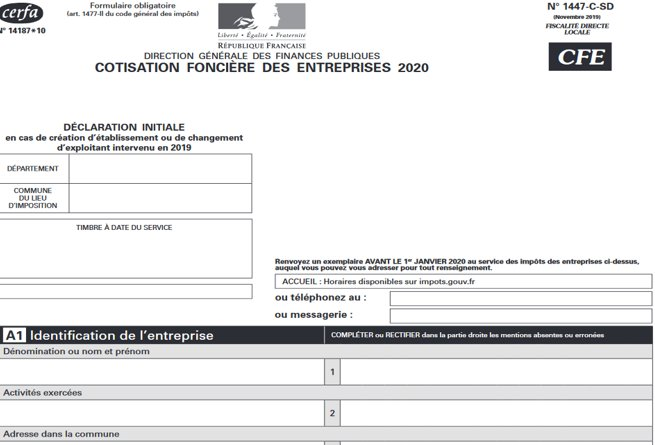 cerfa
N° 14187*10
Formulaire obligatoire
(art. 1477-II du code général des impôts)
Liberté • Égalité • Fraternité
RÉPUBLIQUE FRANÇAISE
N° 1447-C-SD
(Novembre 2019)
FISCALITÉ DIRECTE
LOCALE
CFE
DIRECTION GÉNÉRALE DES FINANCES PUBLIQUES
COTISATION FONCIÈRE DES ENTREPRISES 2020
DÉCLARATION INITIALE
en cas de création d'établissement ou de changement
d'exploitant intervenu en 2019
DÉPARTEMENT
COMMUNE
DU LIEU
D'IMPOSITION
TIMBRE À DATE DU SERVICE
Renvoyez un exemplaire AVANT LE 1er JANVIER 2020 au service des impôts des entreprises ci-dessus,
auquel vous pouvez vous adresser pour tout renseignement.
ACCUEIL : Horaires disponibles sur impots.gouv.fr
ou téléphonez au :
ou messagerie :
A1 Identification de l'entreprise
COMPLÉTER ou RECTIFIER dans la partie droite les mentions absentes ou erronées
Dénomination ou nom et prénom
1
Activités exercées
2
Adresse dans la commune